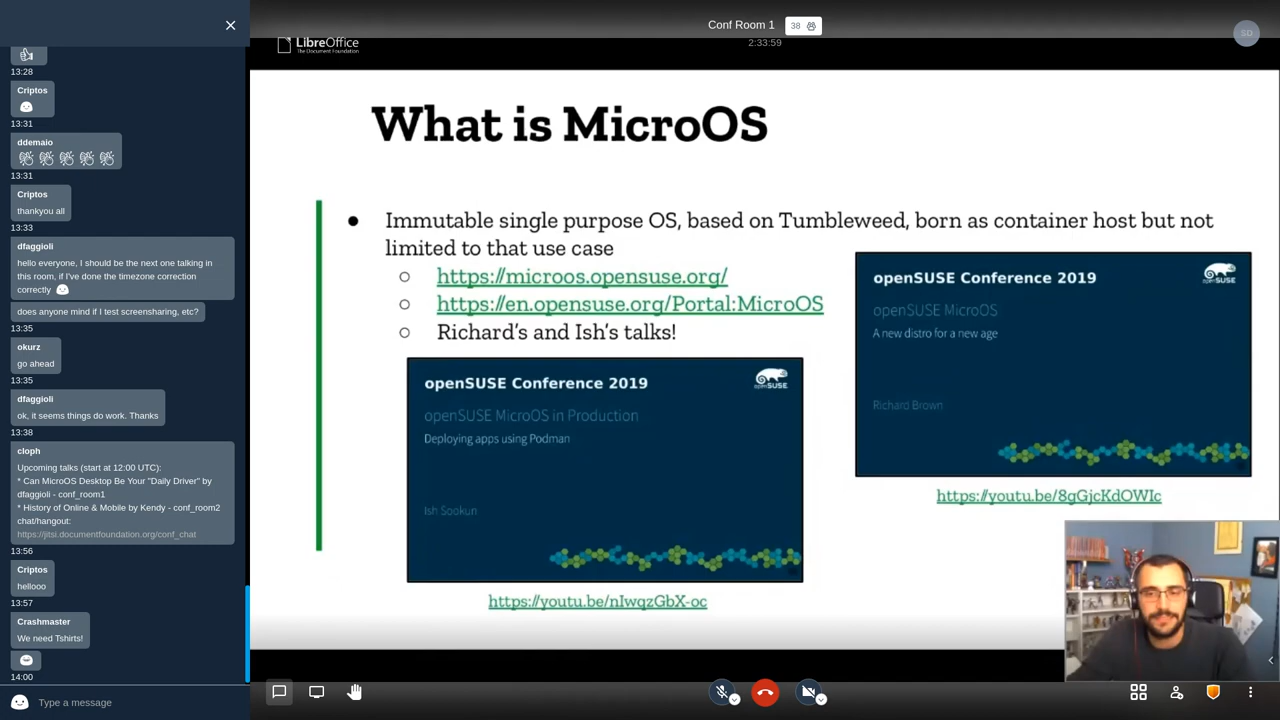 13:28
Criptos
13:31
ddemaio
13:31
Criptos
thankyou all
13:33
dfaggioli
hello everyone, I should be the next one talking in
this room, if I've done the timezone correction
correctly
does anyone mind if I test screensharing, etc?
13:35
okurz
go ahead
13:35
dfaggioli
ok, it seems things do work. Thanks
13:38
cloph
Upcoming talks (start at 12:00 UTC):
* Can MicroOS Desktop Be Your "Daily Driver" by
dfaggioli - conf_room1
* History of Online & Mobile by Kendy - conf_room2
chat/hangout:
https://jitsi.documentfoundation.org/conf_chat
13:56
Criptos
hellooo
13:57
Crashmaster
We need Tshirts!
14:00
Type a message
Conf Room 1
38
2:33:59
SD
LibreOffice
The Document Foundation
What is MicroOS
● Immutable single purpose OS, based on Tumbleweed, born as container host but not
limited to that use case
○ https://microos.opensuse.org/
○ https://en.opensuse.org/Portal:MicroOS
○ Richard's and Ish's talks!
openSUSE Conference 2019
openSUSE
openSUSE MicroOS in Production
Deploying apps using Podman
Ish Sookun
https://youtu.be/nIwqzGbX-oc
openSUSE Conference 2019
openSUSE
openSUSE MicroOS
A new distro for a new age
Richard Brown
https://youtu.be/8gGjcKdOWIc